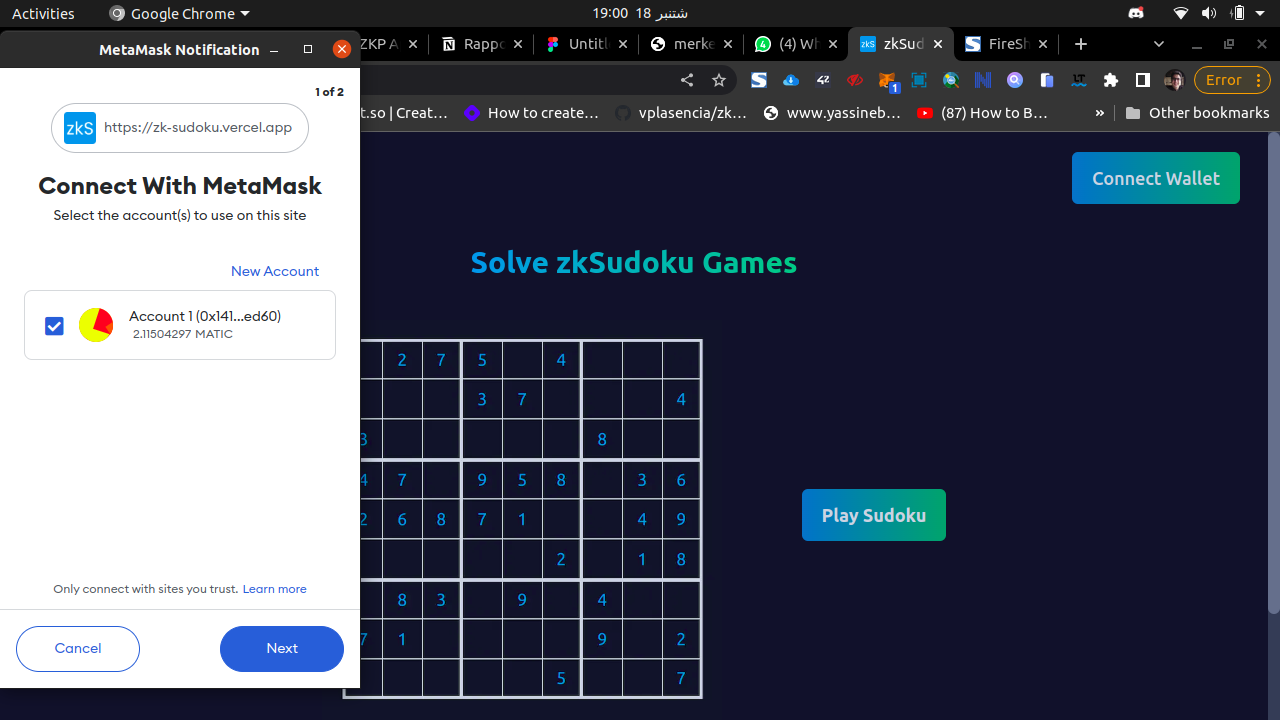 Activities
Google Chrome
19:00 18 شتنبر
MetaMask Notification
ZKP A
Rappo
Untitl
merke
(4) Wh
zkSud
FireSh
1
Error
t.so | Creat…
How to create…
vplasencia/zk…
www.yassineb…
(87) How to B…
»
Other bookmarks
1 of 2
zkS
https://zk-sudoku.vercel.app
Connect With MetaMask
Select the account(s) to use on this site
New Account
Account 1 (0x141...ed60)
2.11504297 MATIC
Only connect with sites you trust. Learn more
Cancel
Next
Connect Wallet
Solve zkSudoku Games
2 7 5 4
3 7 4
3 8
4 7 9 5 8 3 6
2 6 8 7 1 4 9
2 1 8
8 3 9 4
7 1 9 2
5 7
Play Sudoku